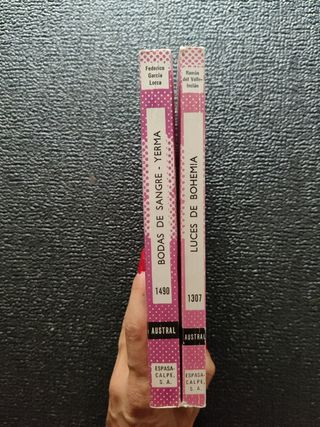 Federico
García
Lorca
BODAS DE SANGRE - YERMA
1490
AUSTRAL
ESPASA-
CALPE,
S. A.
Ramón
del Valle-
Inclán
LUCES DE BOHEMIA
1307
AUSTRAL
ESPASA-
CALPE,
S. A.